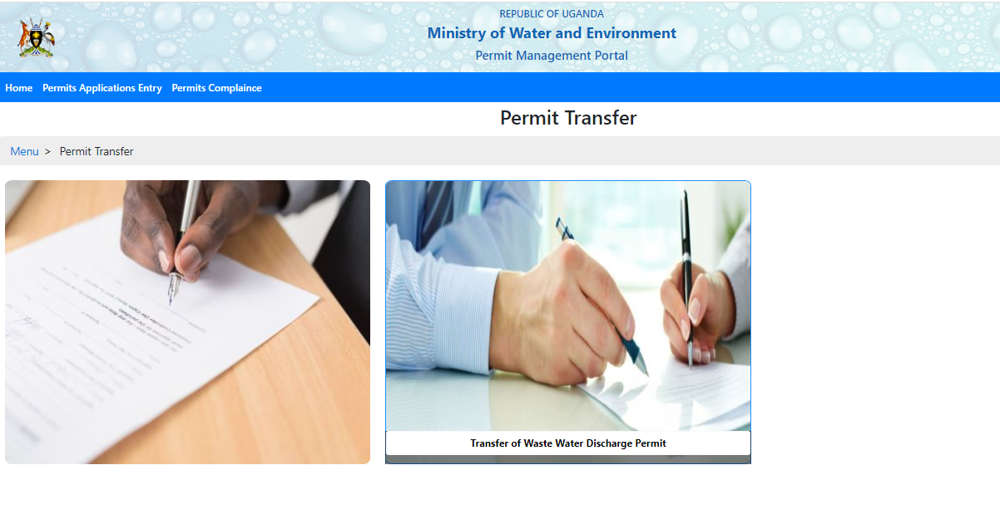 REPUBLIC OF UGANDA
Ministry of Water and Environment
Permit Management Portal
Home Permits Applications Entry Permits Complaince
Permit Transfer
Menu > Permit Transfer
Transfer of Waste Water Discharge Permit